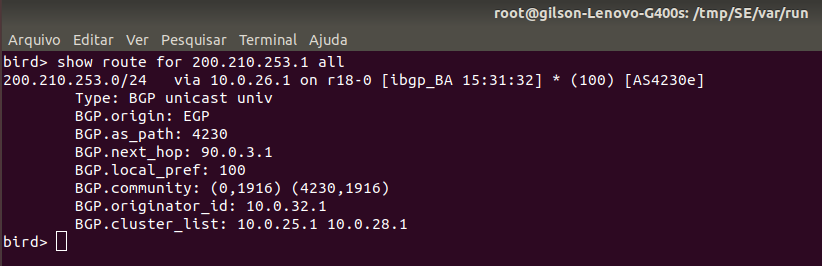 root@gilson-Lenovo-G400s: /tmp/SE/var/run
Arquivo Editar Ver Pesquisar Terminal Ajuda
bird> show route for 200.210.253.1 all
200.210.253.0/24   via 10.0.26.1 on r18-0 [ibgp_BA 15:31:32] * (100) [AS4230e]
        Type: BGP unicast univ
        BGP.origin: EGP
        BGP.as_path: 4230
        BGP.next_hop: 90.0.3.1
        BGP.local_pref: 100
        BGP.community: (0,1916) (4230,1916)
        BGP.originator_id: 10.0.32.1
        BGP.cluster_list: 10.0.25.1 10.0.28.1
bird>